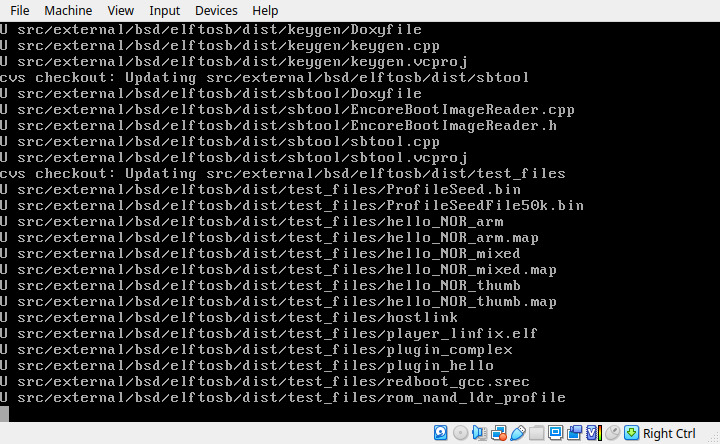 File Machine View Input Devices Help
U src/external/bsd/elftosb/dist/keygen/Doxyfile
U src/external/bsd/elftosb/dist/keygen/keygen.cpp
U src/external/bsd/elftosb/dist/keygen/keygen.vcproj
cvs checkout: Updating src/external/bsd/elftosb/dist/sbtool
U src/external/bsd/elftosb/dist/sbtool/Doxyfile
U src/external/bsd/elftosb/dist/sbtool/EncoreBootImageReader.cpp
U src/external/bsd/elftosb/dist/sbtool/EncoreBootImageReader.h
U src/external/bsd/elftosb/dist/sbtool/sbtool.cpp
U src/external/bsd/elftosb/dist/sbtool/sbtool.vcproj
cvs checkout: Updating src/external/bsd/elftosb/dist/test_files
U src/external/bsd/elftosb/dist/test_files/ProfileSeed.bin
U src/external/bsd/elftosb/dist/test_files/ProfileSeedFile50k.bin
U src/external/bsd/elftosb/dist/test_files/hello_NOR_arm
U src/external/bsd/elftosb/dist/test_files/hello_NOR_arm.map
U src/external/bsd/elftosb/dist/test_files/hello_NOR_mixed
U src/external/bsd/elftosb/dist/test_files/hello_NOR_mixed.map
U src/external/bsd/elftosb/dist/test_files/hello_NOR_thumb
U src/external/bsd/elftosb/dist/test_files/hello_NOR_thumb.map
U src/external/bsd/elftosb/dist/test_files/hostlink
U src/external/bsd/elftosb/dist/test_files/player_linfix.elf
U src/external/bsd/elftosb/dist/test_files/plugin_complex
U src/external/bsd/elftosb/dist/test_files/plugin_hello
U src/external/bsd/elftosb/dist/test_files/redboot_gcc.srec
U src/external/bsd/elftosb/dist/test_files/rom_nand_ldr_profile
Right Ctrl